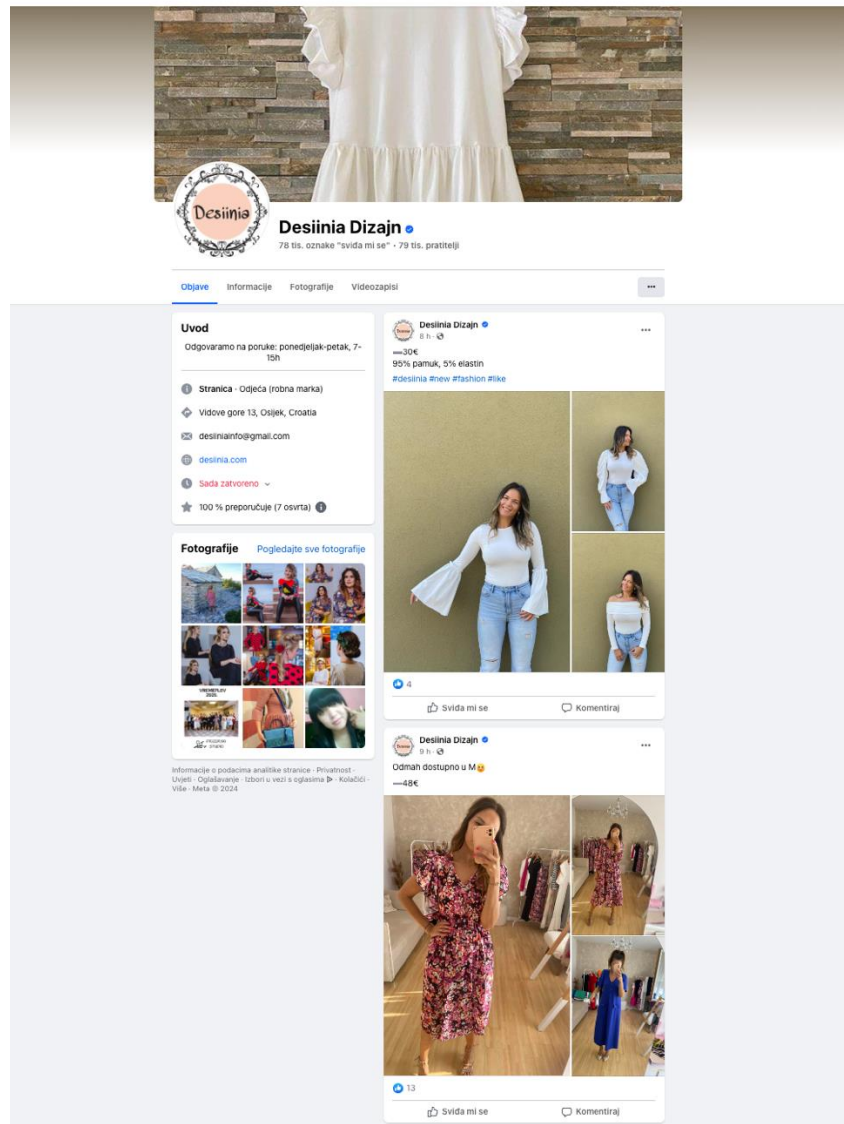 Desiinia
Desiinia Dizajn
78 tis. oznake "sviđa mi se" • 79 tis. pratitelji
Objave
Informacije
Fotografije
Videozapisi
Uvod
Odgovaramo na poruke: ponedjeljak-petak, 7-
15h
Stranica · Odjeća (robna marka)
Vidove gore 13, Osijek, Croatia
desiiniainfo@gmail.com
desiinia.com
Sada zatvoreno
100 % preporučuje (7 osvrta)
Fotografije
Pogledajte sve fotografije
VREMEPLOV
2020.
Informacije o podacima analitike stranice · Privatnost ·
Uvjeti · Oglašavanje · Izbori u vezi s oglasima · Kolačići ·
Više · Meta © 2024
Desiinia Dizajn
8 h ·
30€
95% pamuk, 5% elastin
#desiinia #new #fashion #like
4
Sviđa mi se
Komentiraj
Desiinia Dizajn
9 h ·
Odmah dostupno u M
48€
13
Sviđa mi se
Komentiraj